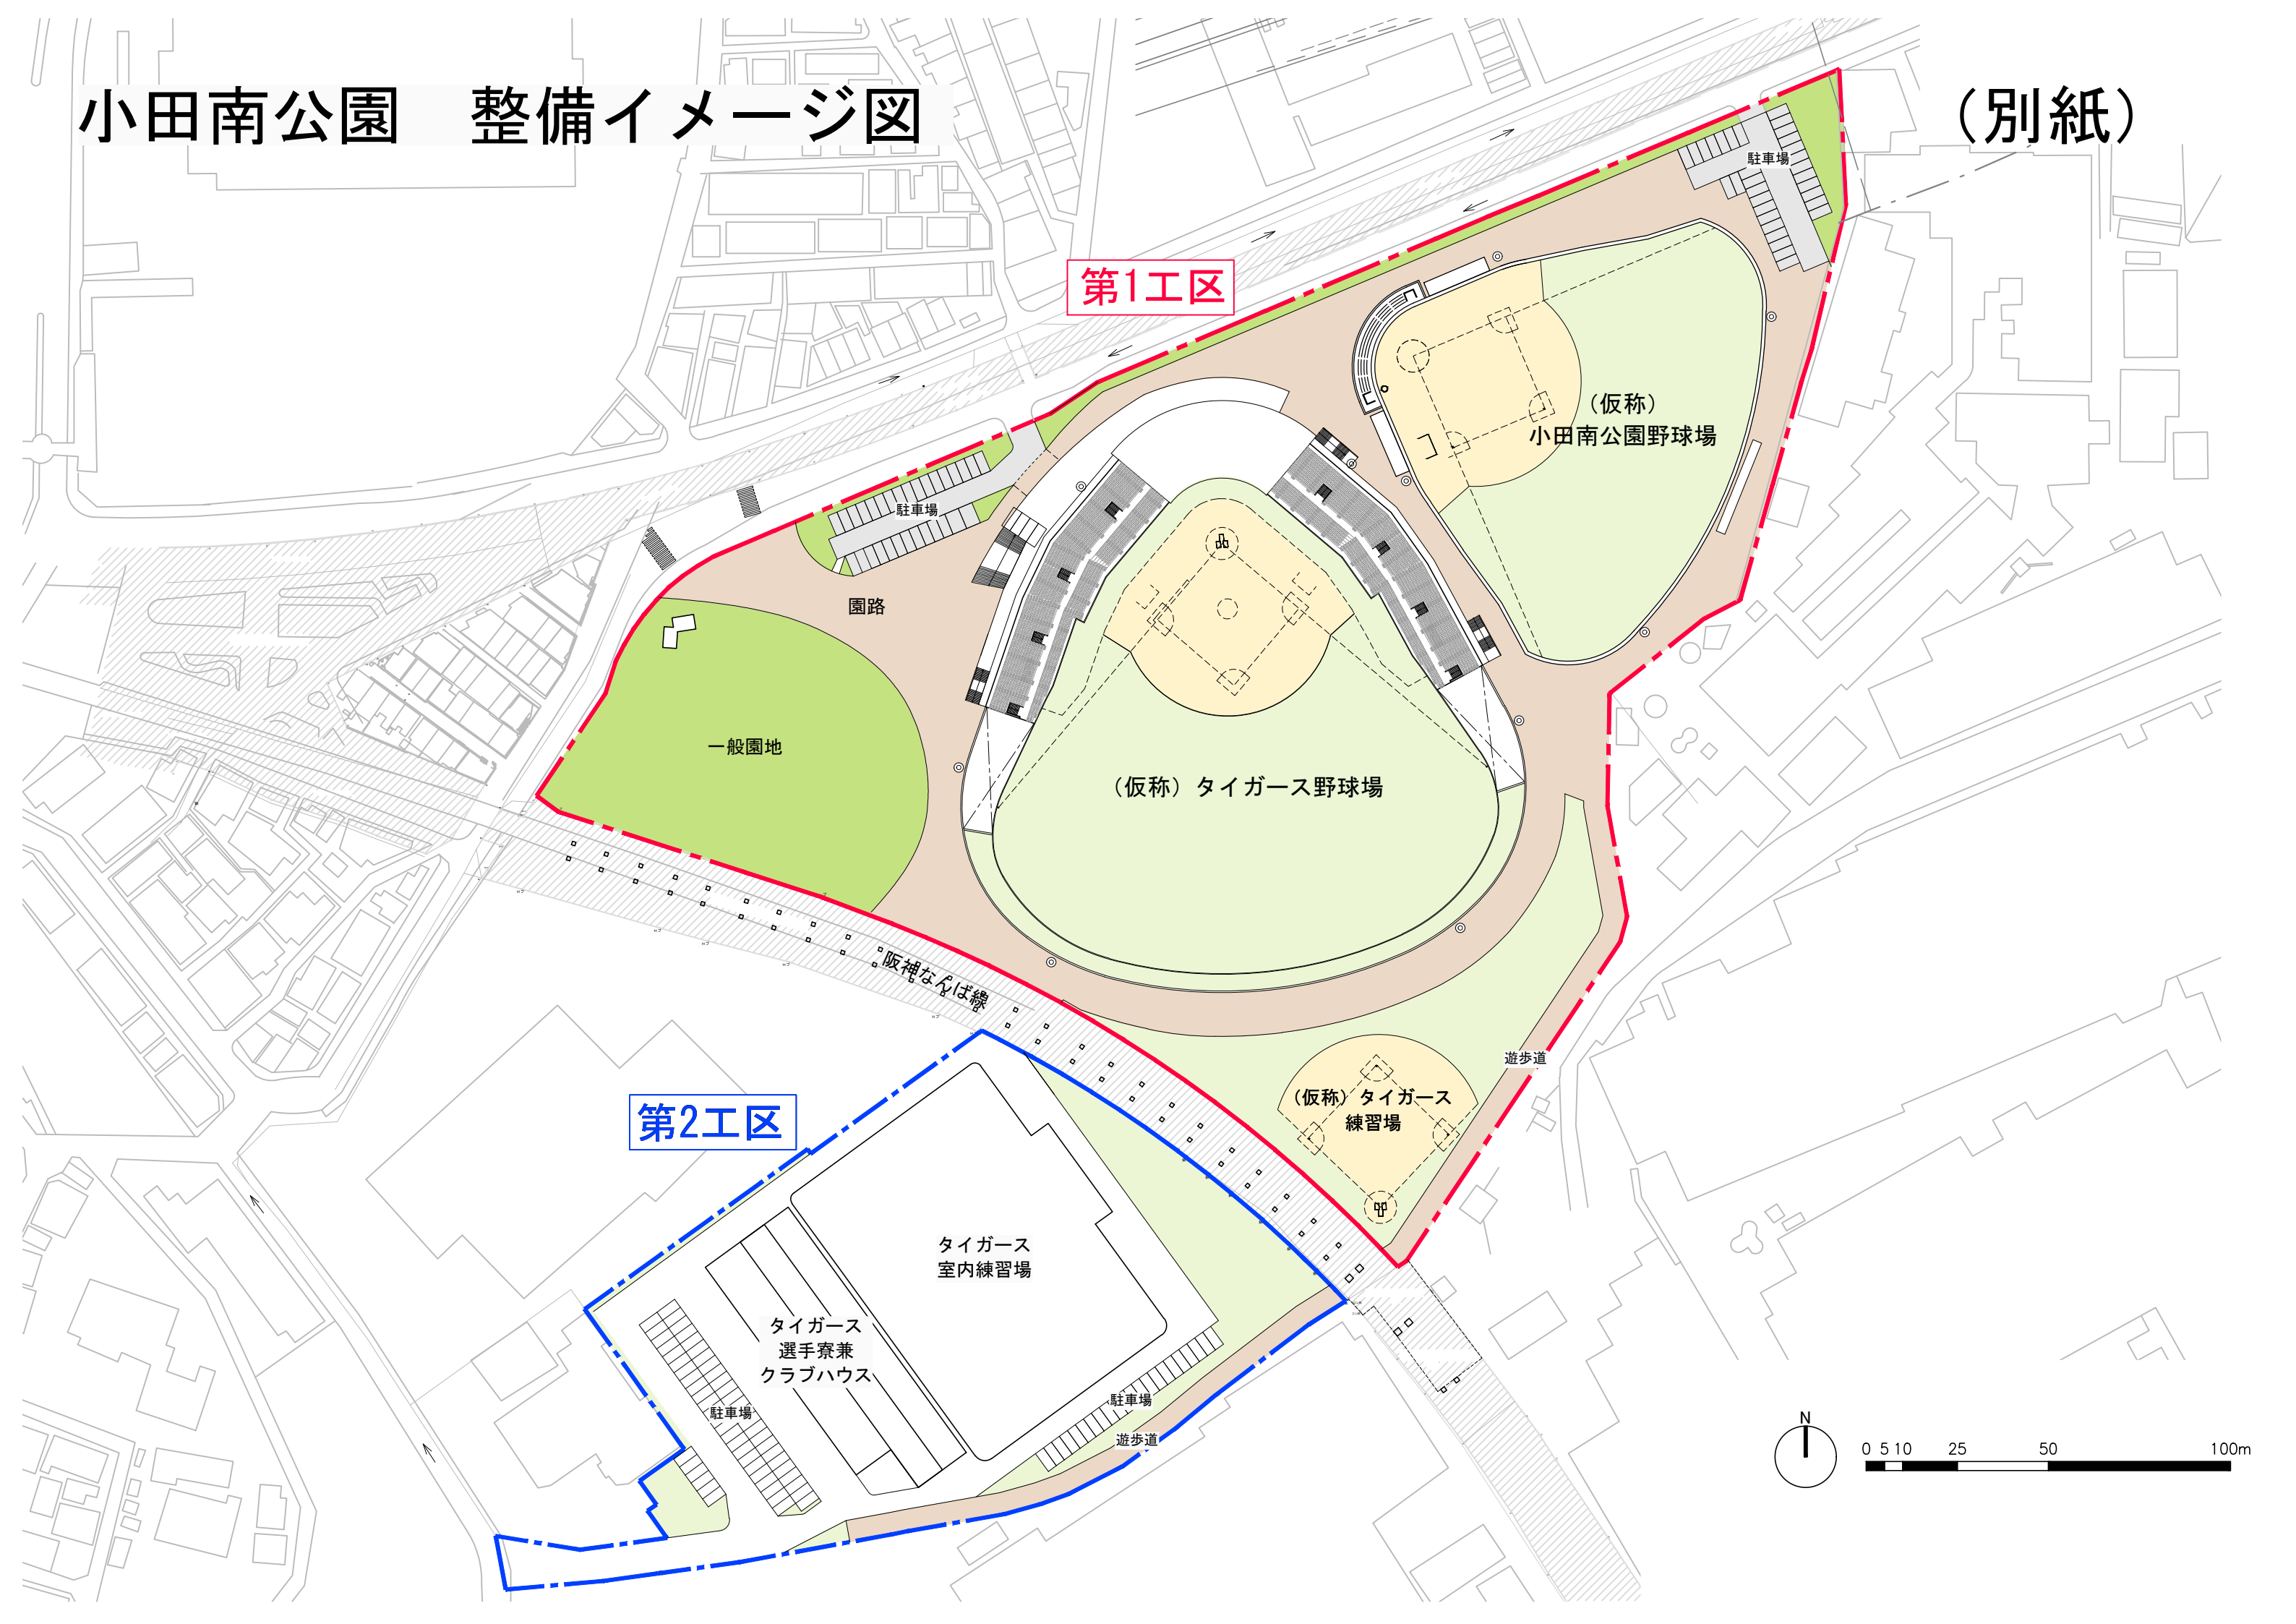 小田南公園　整備イメージ図
（別紙）
第1工区
駐車場
（仮称）
小田南公園野球場
駐車場
園路
一般園地
（仮称）タイガース野球場
阪神なんば線
遊歩道
（仮称）タイガース
練習場
第2工区
タイガース
室内練習場
タイガース
選手寮兼
クラブハウス
駐車場
駐車場
遊歩道
N
0 5 10 25 50 100m